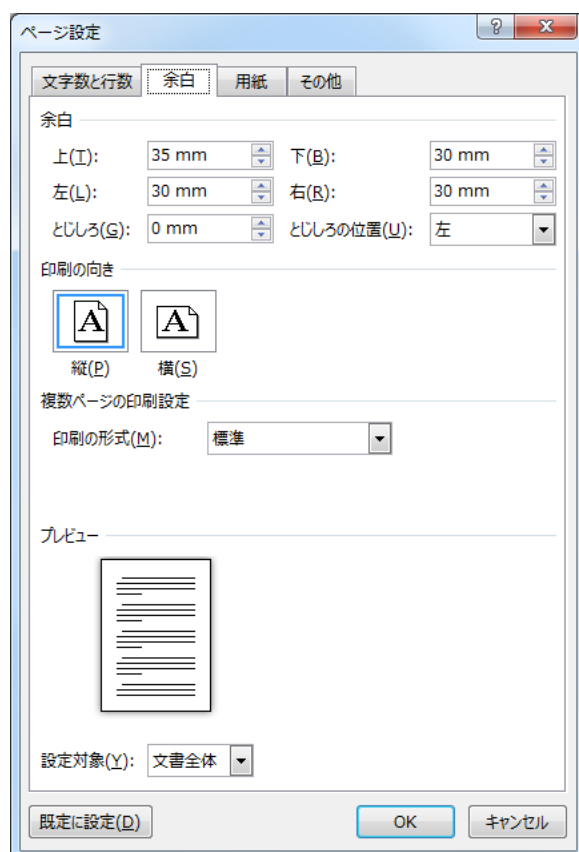 ページ設定
文字数と行数 余白 用紙 その他
余白
上(T): 35 mm 下(B): 30 mm
左(L): 30 mm 右(R): 30 mm
とじしろ(G): 0 mm とじしろの位置(U): 左
印刷の向き
A A
縦(P) 横(S)
複数ページの印刷設定
印刷の形式(M): 標準
プレビュー
設定対象(Y): 文書全体
既定に設定(D) OK キャンセル